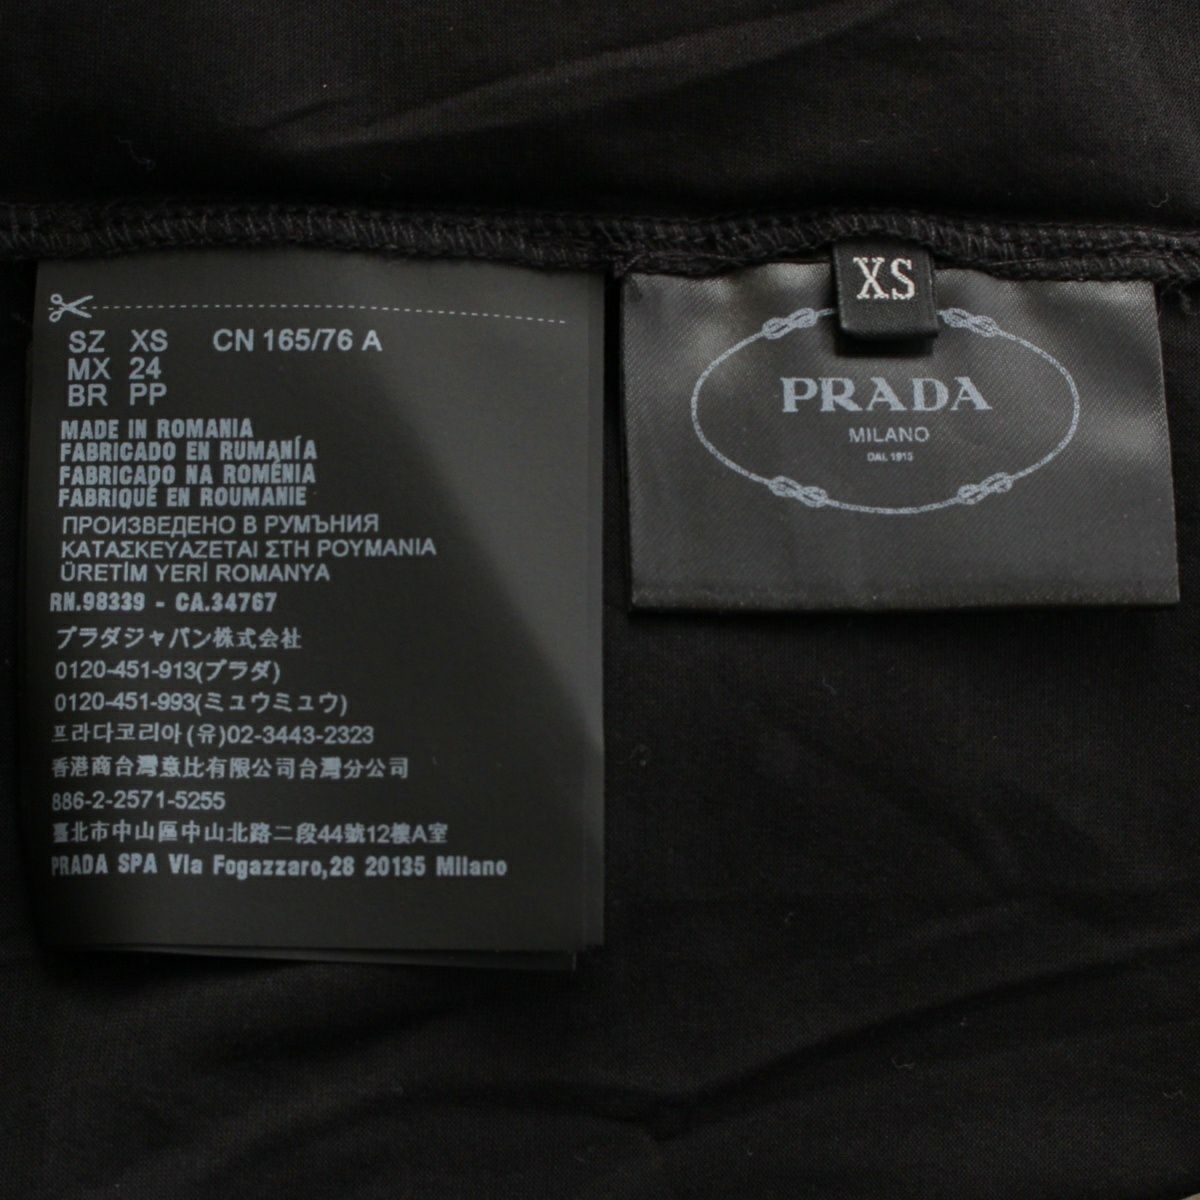 SZ XS CN 165/76 A
MX 24
BR PP
MADE IN ROMANIA
FABRICADO EN RUMANÍA
FABRICADO NA ROMÉNIA
FABRIQUÉ EN ROUMANIE
ПРОИЗВЕДЕНО В РУМЪНИЯ
ΚΑΤΑΣΚΕΥΑΖΕΤΑΙ ΣΤΗ ΡΟΥΜΑΝΙΑ
ÜRETİM YERİ ROMANYA
RN.98339 - CA.34767
プラダジャパン株式会社
0120-451-913(プラダ)
0120-451-993(ミュウミュウ)
프라다코리아(유)02-3443-2323
香港商台灣意比有限公司台灣分公司
886-2-2571-5255
臺北市中山區中山北路二段44號12樓A室
PRADA SPA Via Fogazzaro,28 20135 Milano
XS
PRADA
MILANO
DAL 1913